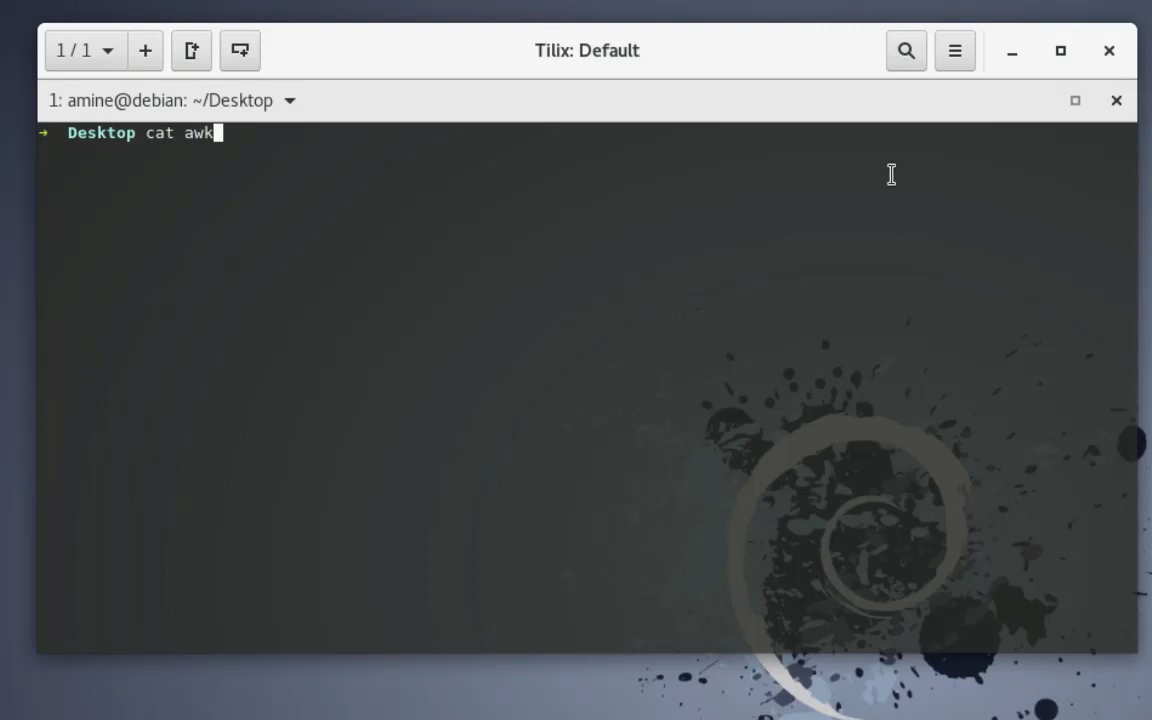 1 / 1
Tilix: Default
1: amine@debian: ~/Desktop
→ Desktop cat awk